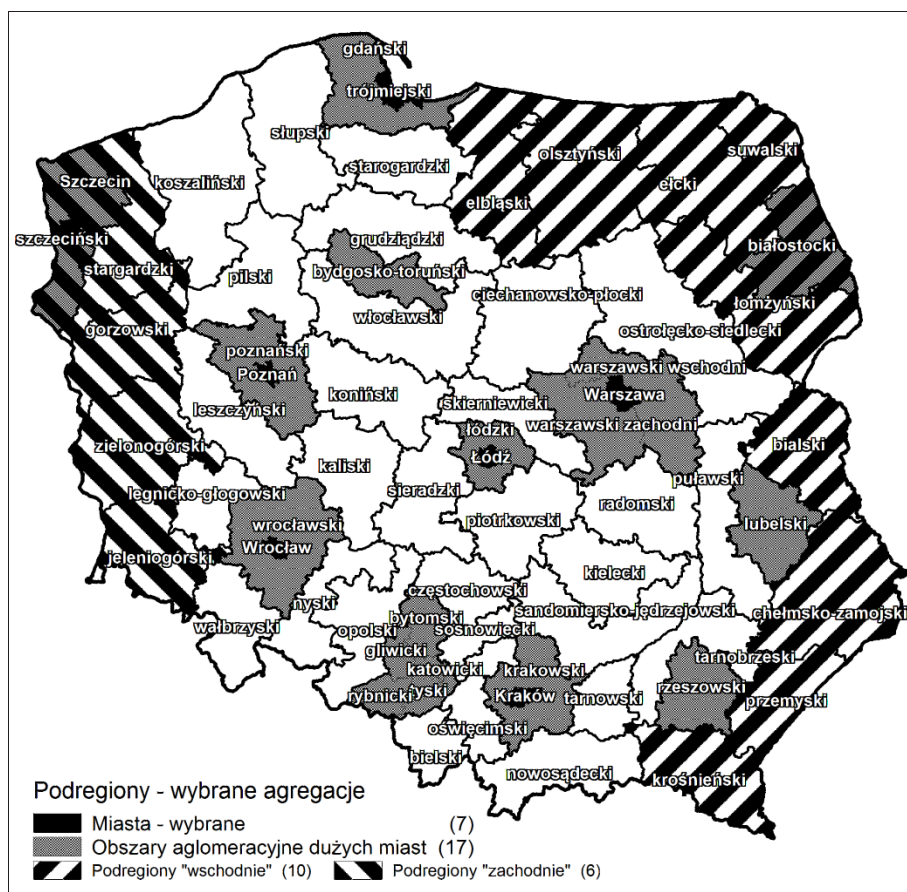 gdański
trójmiejski
słupski
starogardzki
olsztyński
suwalski
ełcki
elbląski
Szczecin
koszaliński
szczeciński
stargardzki
grudziądzki
bydgosko-toruński
białostocki
łomżyński
pilski
ciechanowsko-płocki
włocławski
ostrołęcko-siedlecki
gorzowski
poznański
Poznań
warszawski wschodni
Warszawa
warszawski zachodni
koniński
skierniewicki
leszczyński
łódzki
Łódź
zielonogórski
bialski
kaliski
sieradzki
puławski
legnicko-głogowski
radomski
piotrkowski
lubelski
wrocławski
Wrocław
jeleniogórski
kielecki
częstochowski
nyski
sandomiersko-jędrzejowski
chełmsko-zamojski
wałbrzyski
opolski
bytomski
sosnowiecki
gliwicki
katowicki
krakowski
tarnobrzeski
rybnicki
tyski
Kraków
tarnowski
rzeszowski
przemyski
oświęcimski
bielski
nowosądecki
krośnieński
Podregiony - wybrane agregacje
Miasta - wybrane (7)
Obszary aglomeracyjne dużych miast (17)
Podregiony "wschodnie" (10) Podregiony "zachodnie" (6)